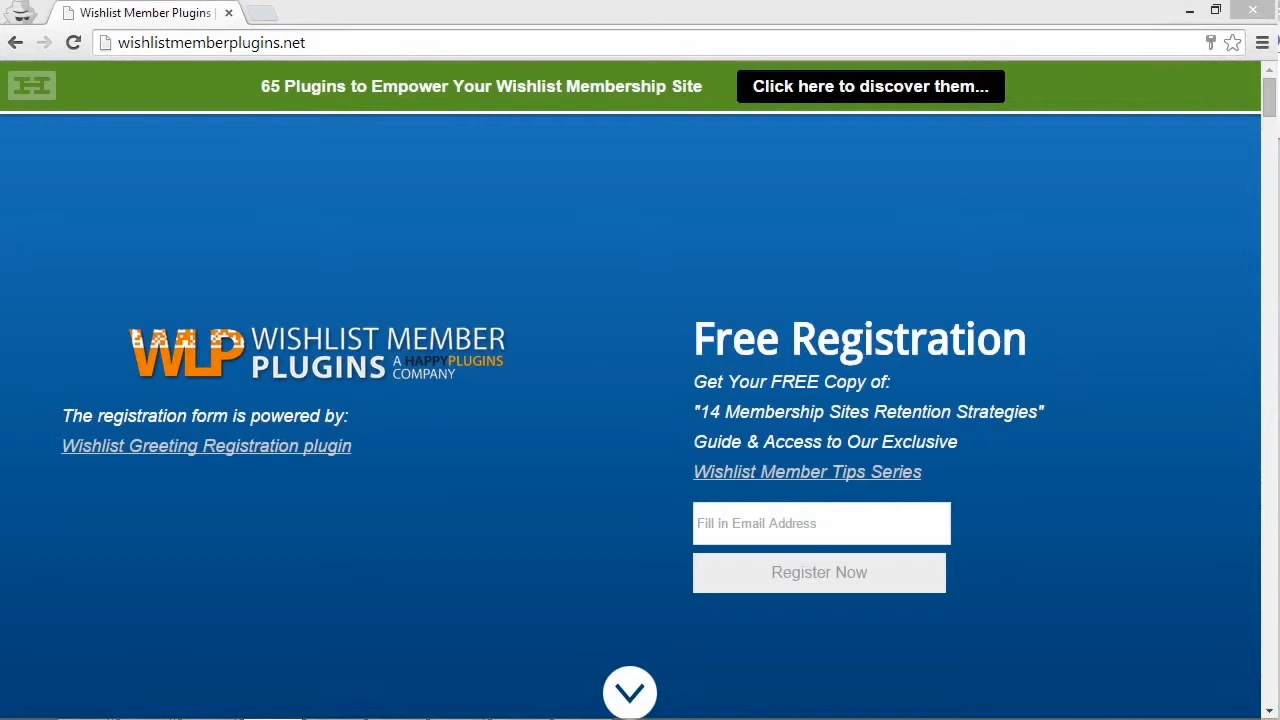 Wishlist Member Plugins |
wishlistmemberplugins.net
65 Plugins to Empower Your Wishlist Membership Site
Click here to discover them...
WLP WISHLIST MEMBER
PLUGINS A HAPPYPLUGINS
COMPANY
The registration form is powered by:
Wishlist Greeting Registration plugin
Free Registration
Get Your FREE Copy of:
"14 Membership Sites Retention Strategies"
Guide & Access to Our Exclusive
Wishlist Member Tips Series
Fill in Email Address
Register Now